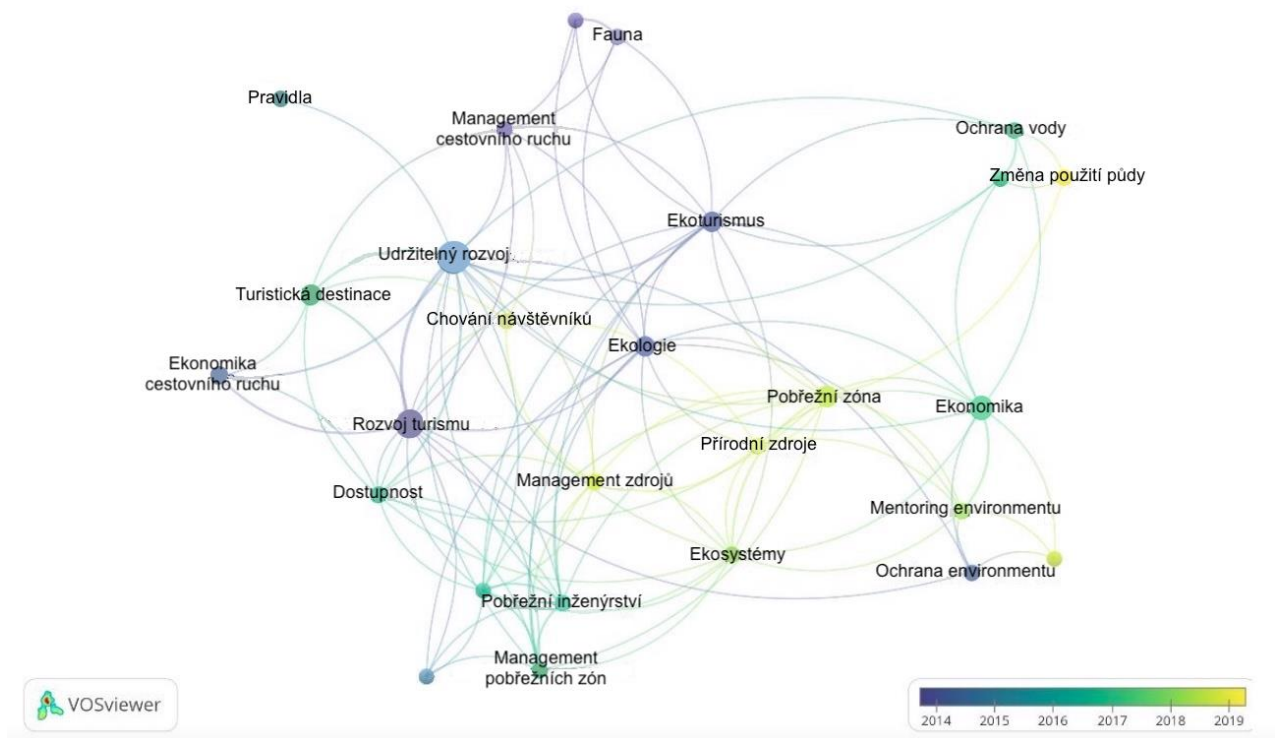 Fauna
Pravidla
Management
cestovního ruchu
Ochrana vody
Změna použití půdy
Ekoturismus
Udržitelný rozvoj
Turistická destinace
Chování návštěvníků
Ekologie
Ekonomika
cestovního ruchu
Pobřežní zóna
Ekonomika
Rozvoj turismu
Přírodní zdroje
Management zdrojů
Dostupnost
Mentoring environmentu
Ekosystémy
Ochrana environmentu
Pobřežní inženýrství
Management
pobřežních zón
VOSviewer
2014 2015 2016 2017 2018 2019